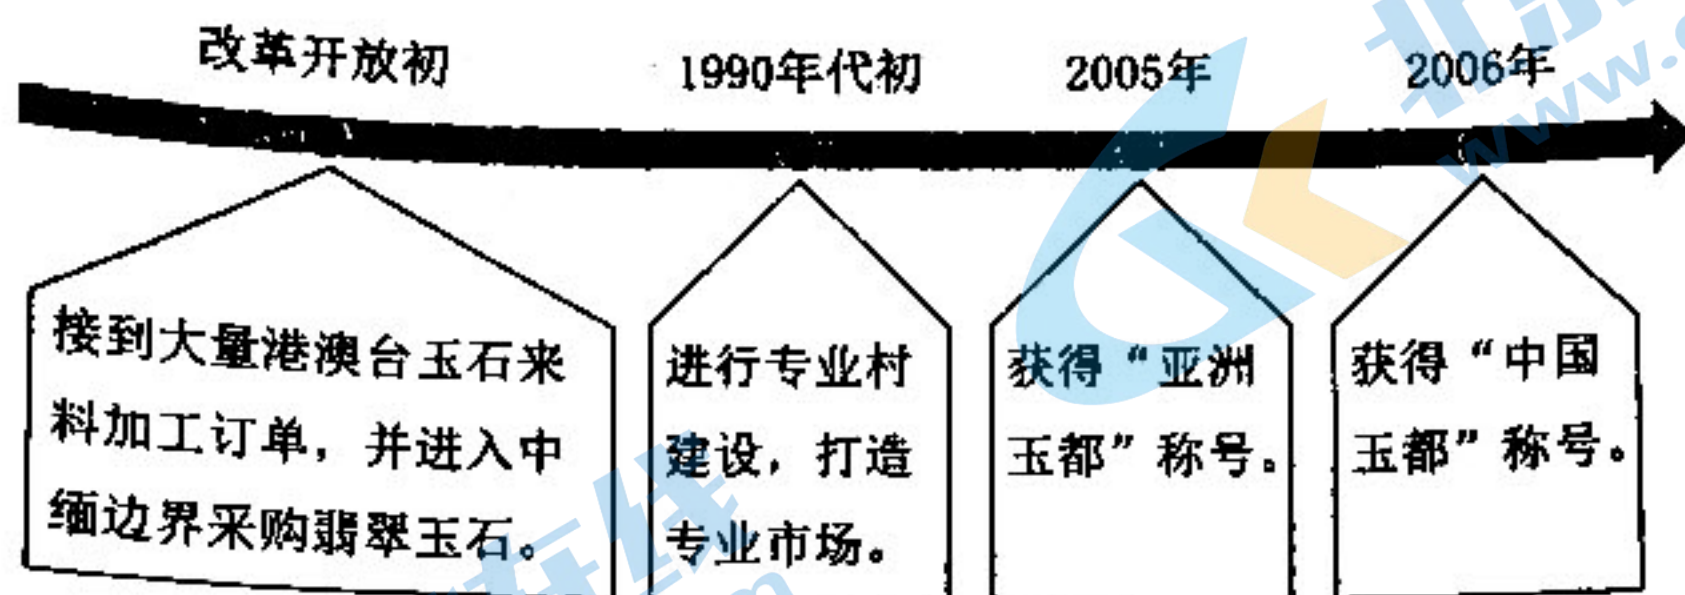 改革开放初
1990年代初
2005年
2006年
接到大量港澳台玉石来
料加工订单，并进入中
缅边界采购翡翠玉石。
进行专业村
建设，打造
专业市场。
获得“亚洲
玉都”称号。
获得“中国
玉都”称号。
在线
www.